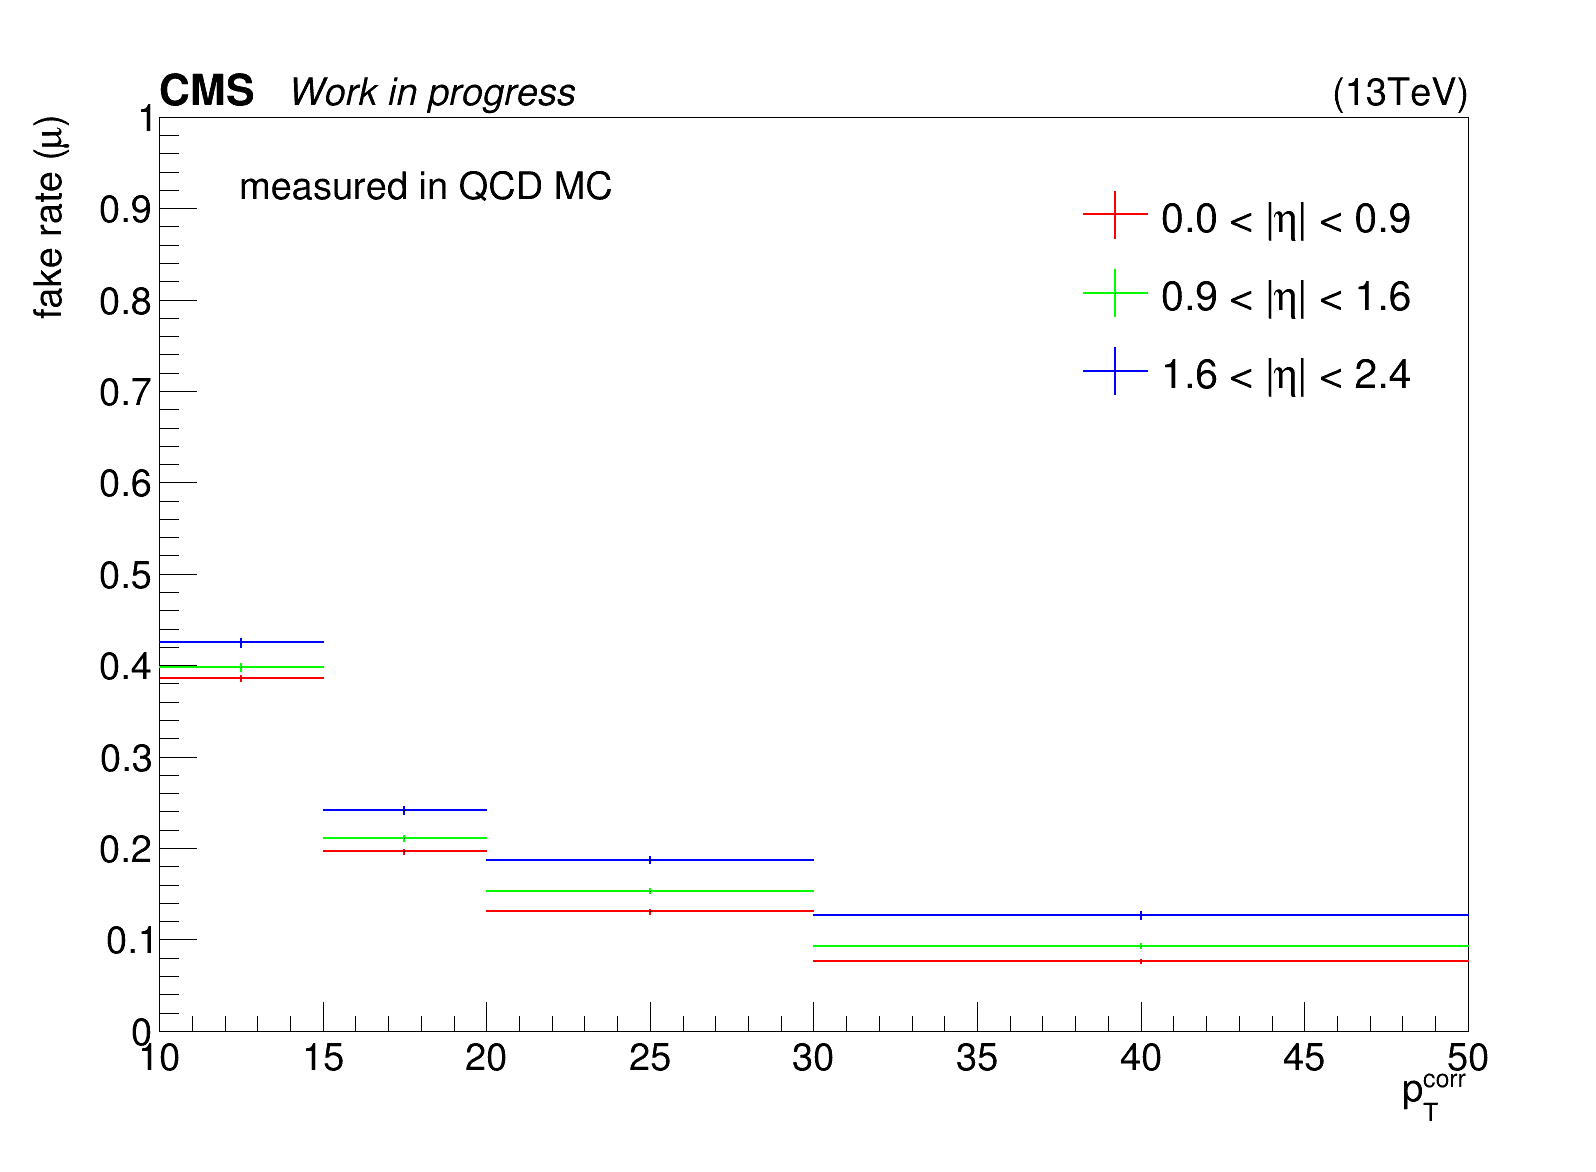 CMS Work in progress (13TeV)
fake rate (μ)
measured in QCD MC
0.0 < |η| < 0.9
0.9 < |η| < 1.6
1.6 < |η| < 2.4
1
0.9
0.8
0.7
0.6
0.5
0.4
0.3
0.2
0.1
0
10 15 20 25 30 35 40 45 50
p_T^corr